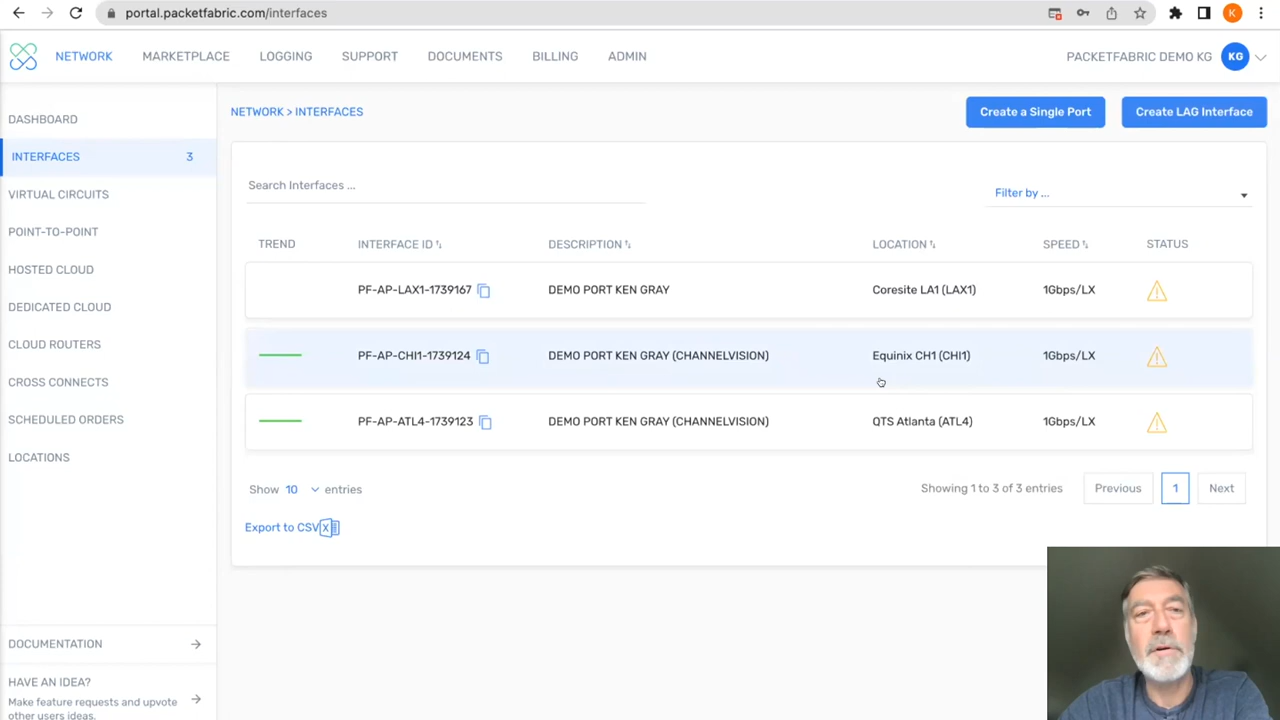 portal.packetfabric.com/interfaces
K
NETWORK MARKETPLACE LOGGING SUPPORT DOCUMENTS BILLING ADMIN PACKETFABRIC DEMO KG KG
DASHBOARD
INTERFACES 3
VIRTUAL CIRCUITS
POINT-TO-POINT
HOSTED CLOUD
DEDICATED CLOUD
CLOUD ROUTERS
CROSS CONNECTS
SCHEDULED ORDERS
LOCATIONS
DOCUMENTATION
HAVE AN IDEA?
Make feature requests and upvote
other users ideas.
NETWORK > INTERFACES
Create a Single Port
Create LAG Interface
Search Interfaces ...
Filter by ...
TREND INTERFACE ID DESCRIPTION LOCATION SPEED STATUS
PF-AP-LAX1-1739167 DEMO PORT KEN GRAY Coresite LA1 (LAX1) 1Gbps/LX
PF-AP-CHI1-1739124 DEMO PORT KEN GRAY (CHANNELVISION) Equinix CH1 (CHI1) 1Gbps/LX
PF-AP-ATL4-1739123 DEMO PORT KEN GRAY (CHANNELVISION) QTS Atlanta (ATL4) 1Gbps/LX
Show 10 entries
Showing 1 to 3 of 3 entries
Previous 1 Next
Export to CSV